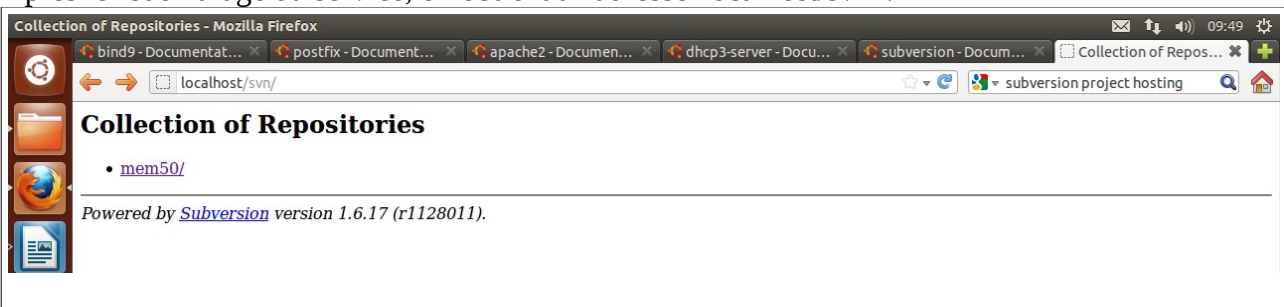 Collection of Repositories - Mozilla Firefox 09:49
bind9 - Documentat... postfix - Document... apache2 - Documen... dhcp3-server - Docu... subversion - Docum... Collection of Repos...
localhost/svn/ subversion project hosting
Collection of Repositories
• mem50/
Powered by Subversion version 1.6.17 (r1128011).